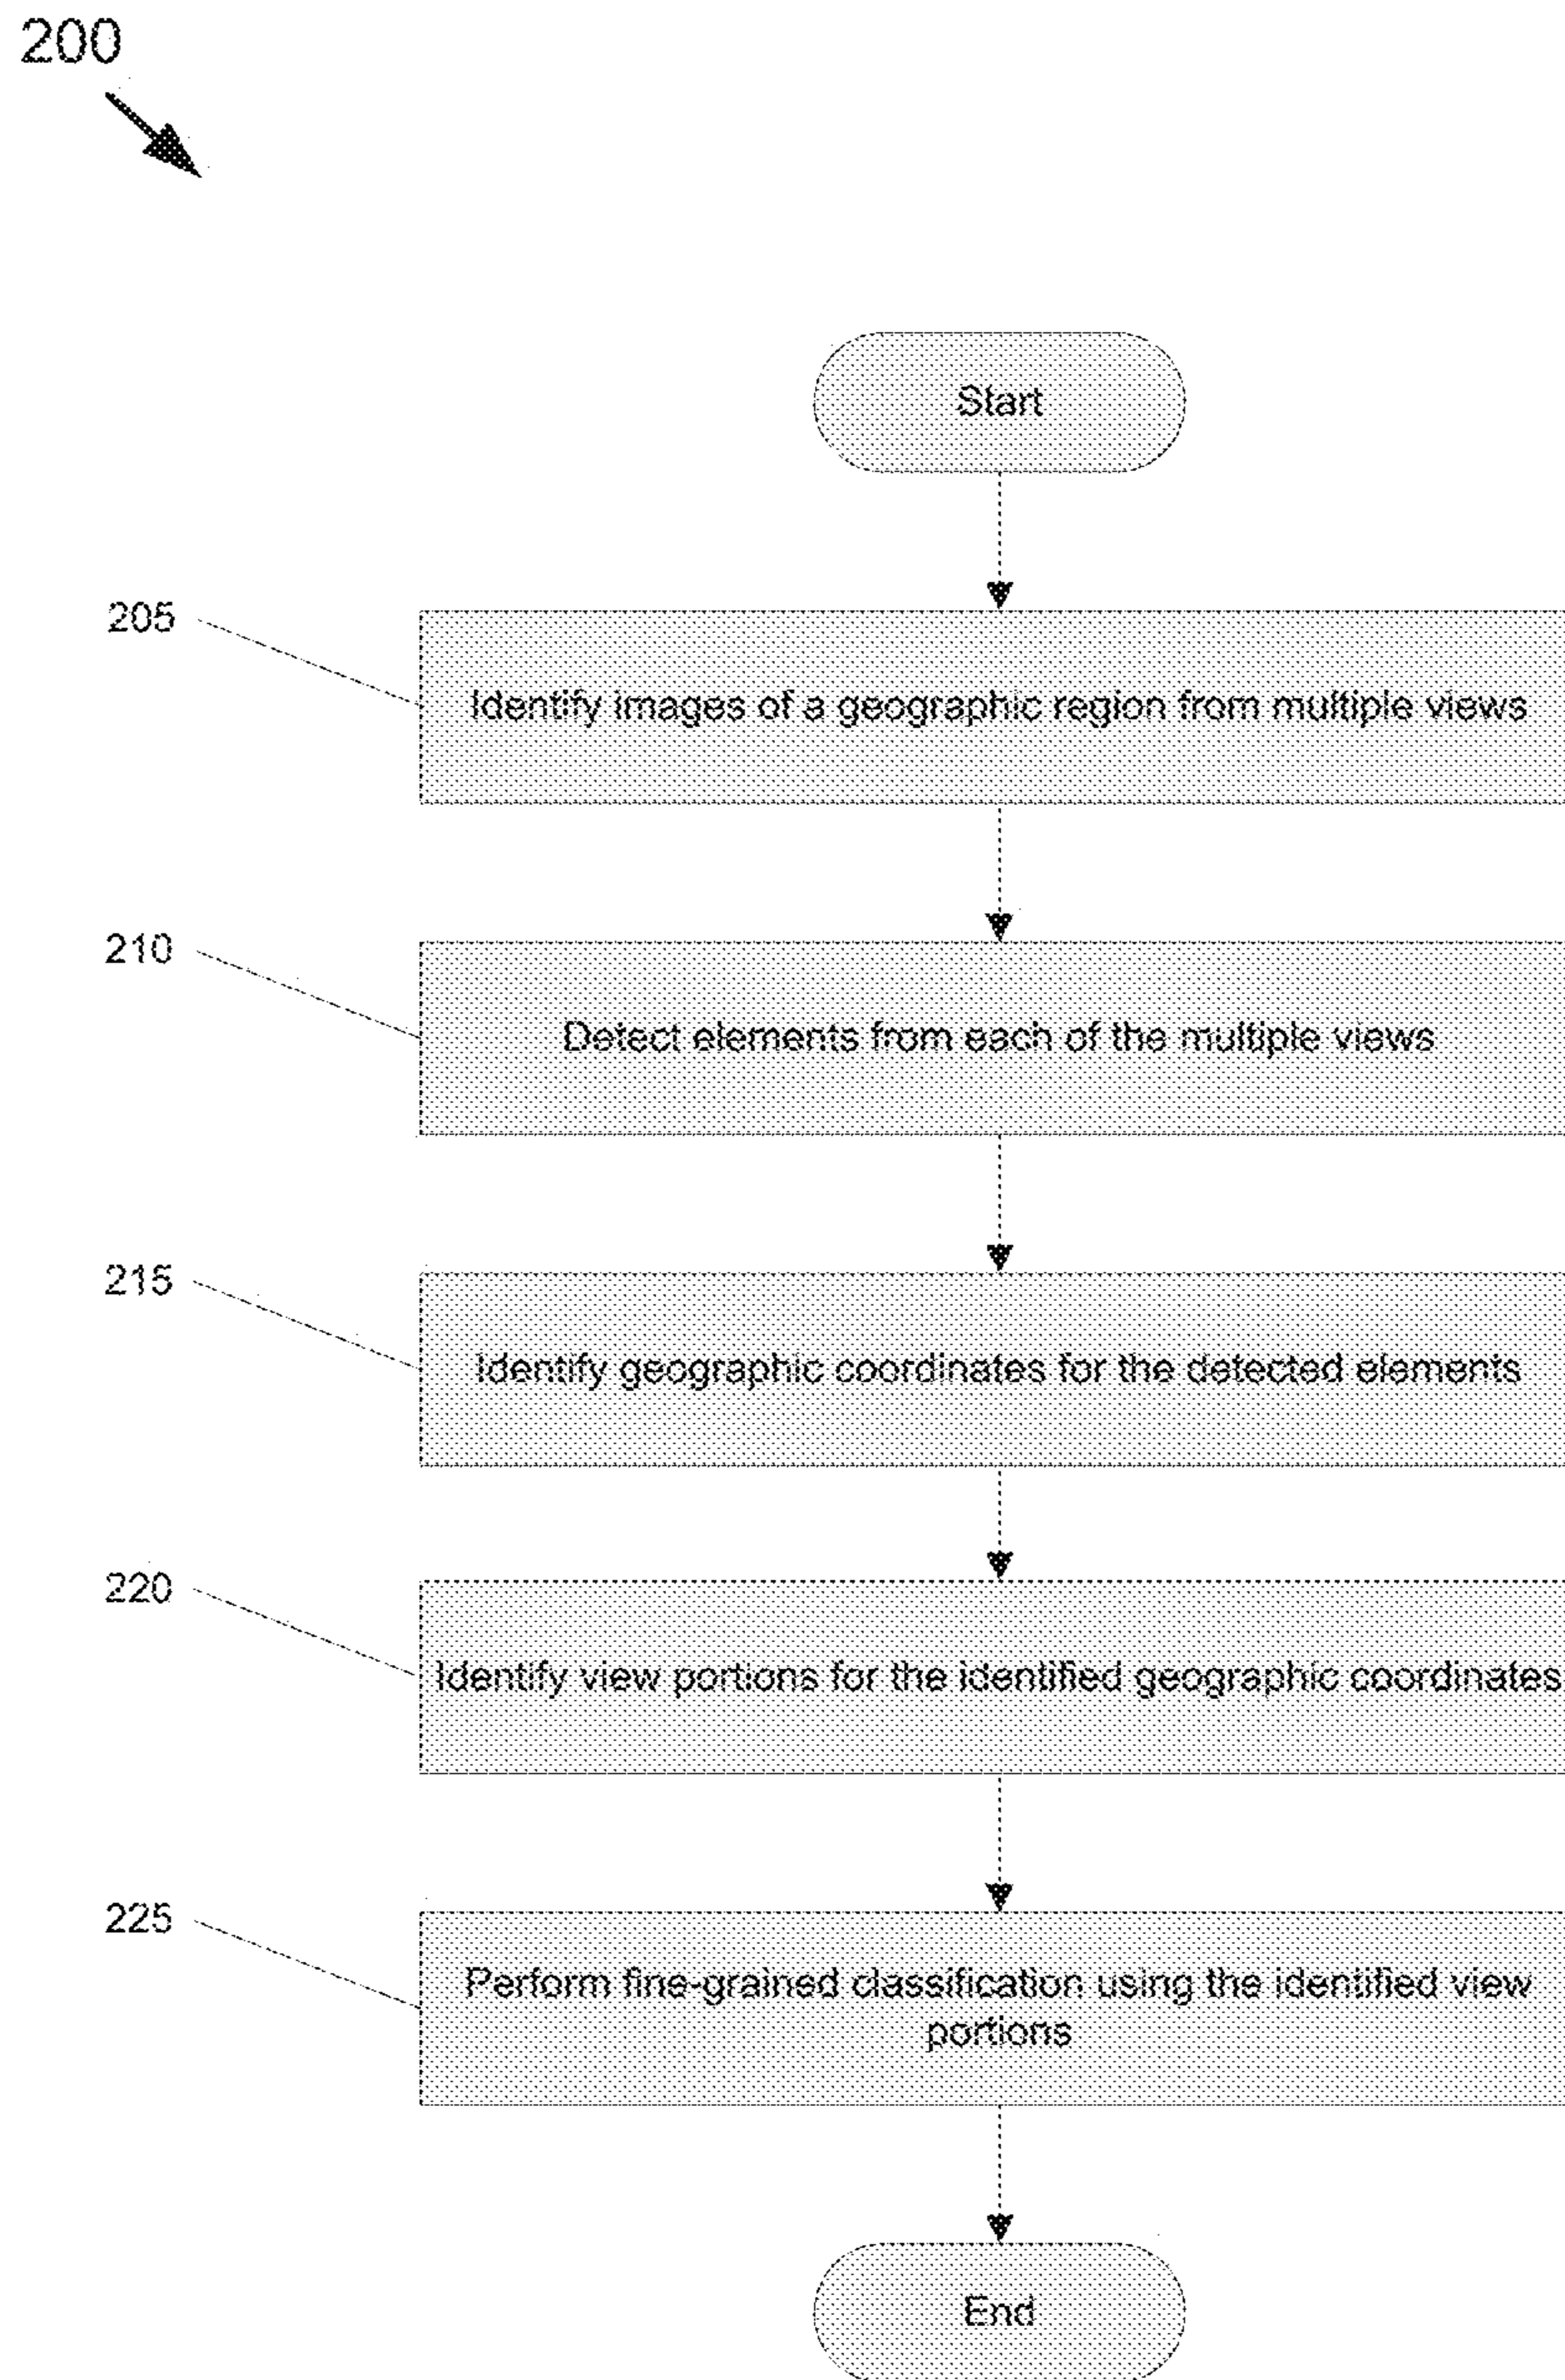 200
Start
205
Identify images of a geographic region from multiple views
210
Detect elements from each of the multiple views
215
Identify geographic coordinates for the detected elements
220
Identify view portions for the identified geographic coordinates
225
Perform fine-grained classification using the identified view
portions
End